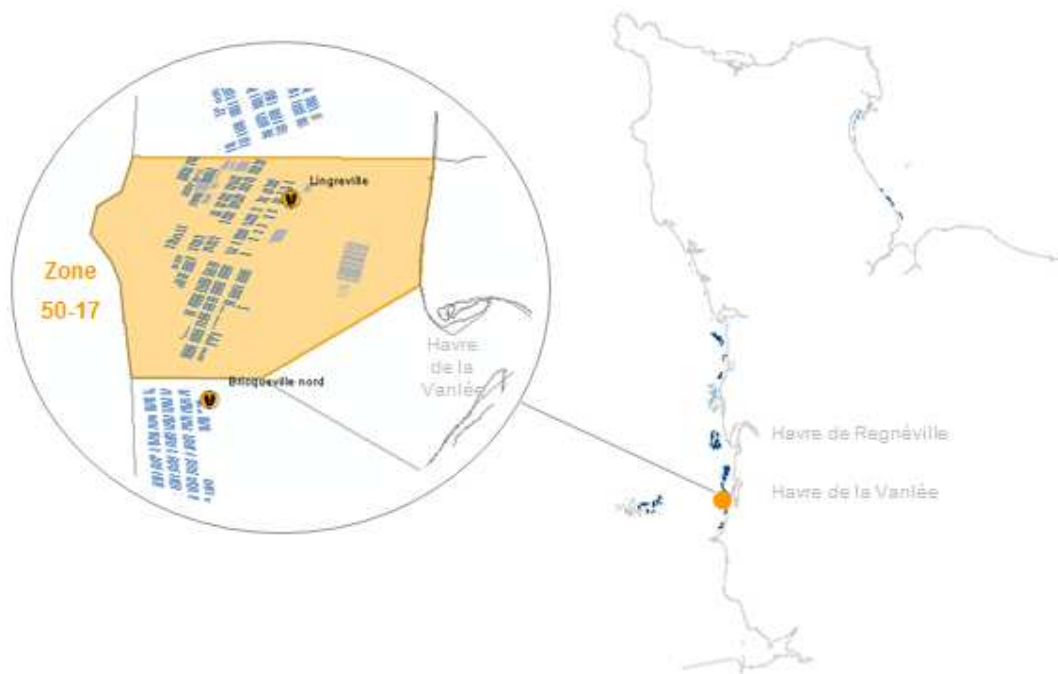 Lingreville
Zone
50-17
Havre
de la
Vanlée
Bricqueville nord
Havre de Regnéville
Havre de la Vanlée